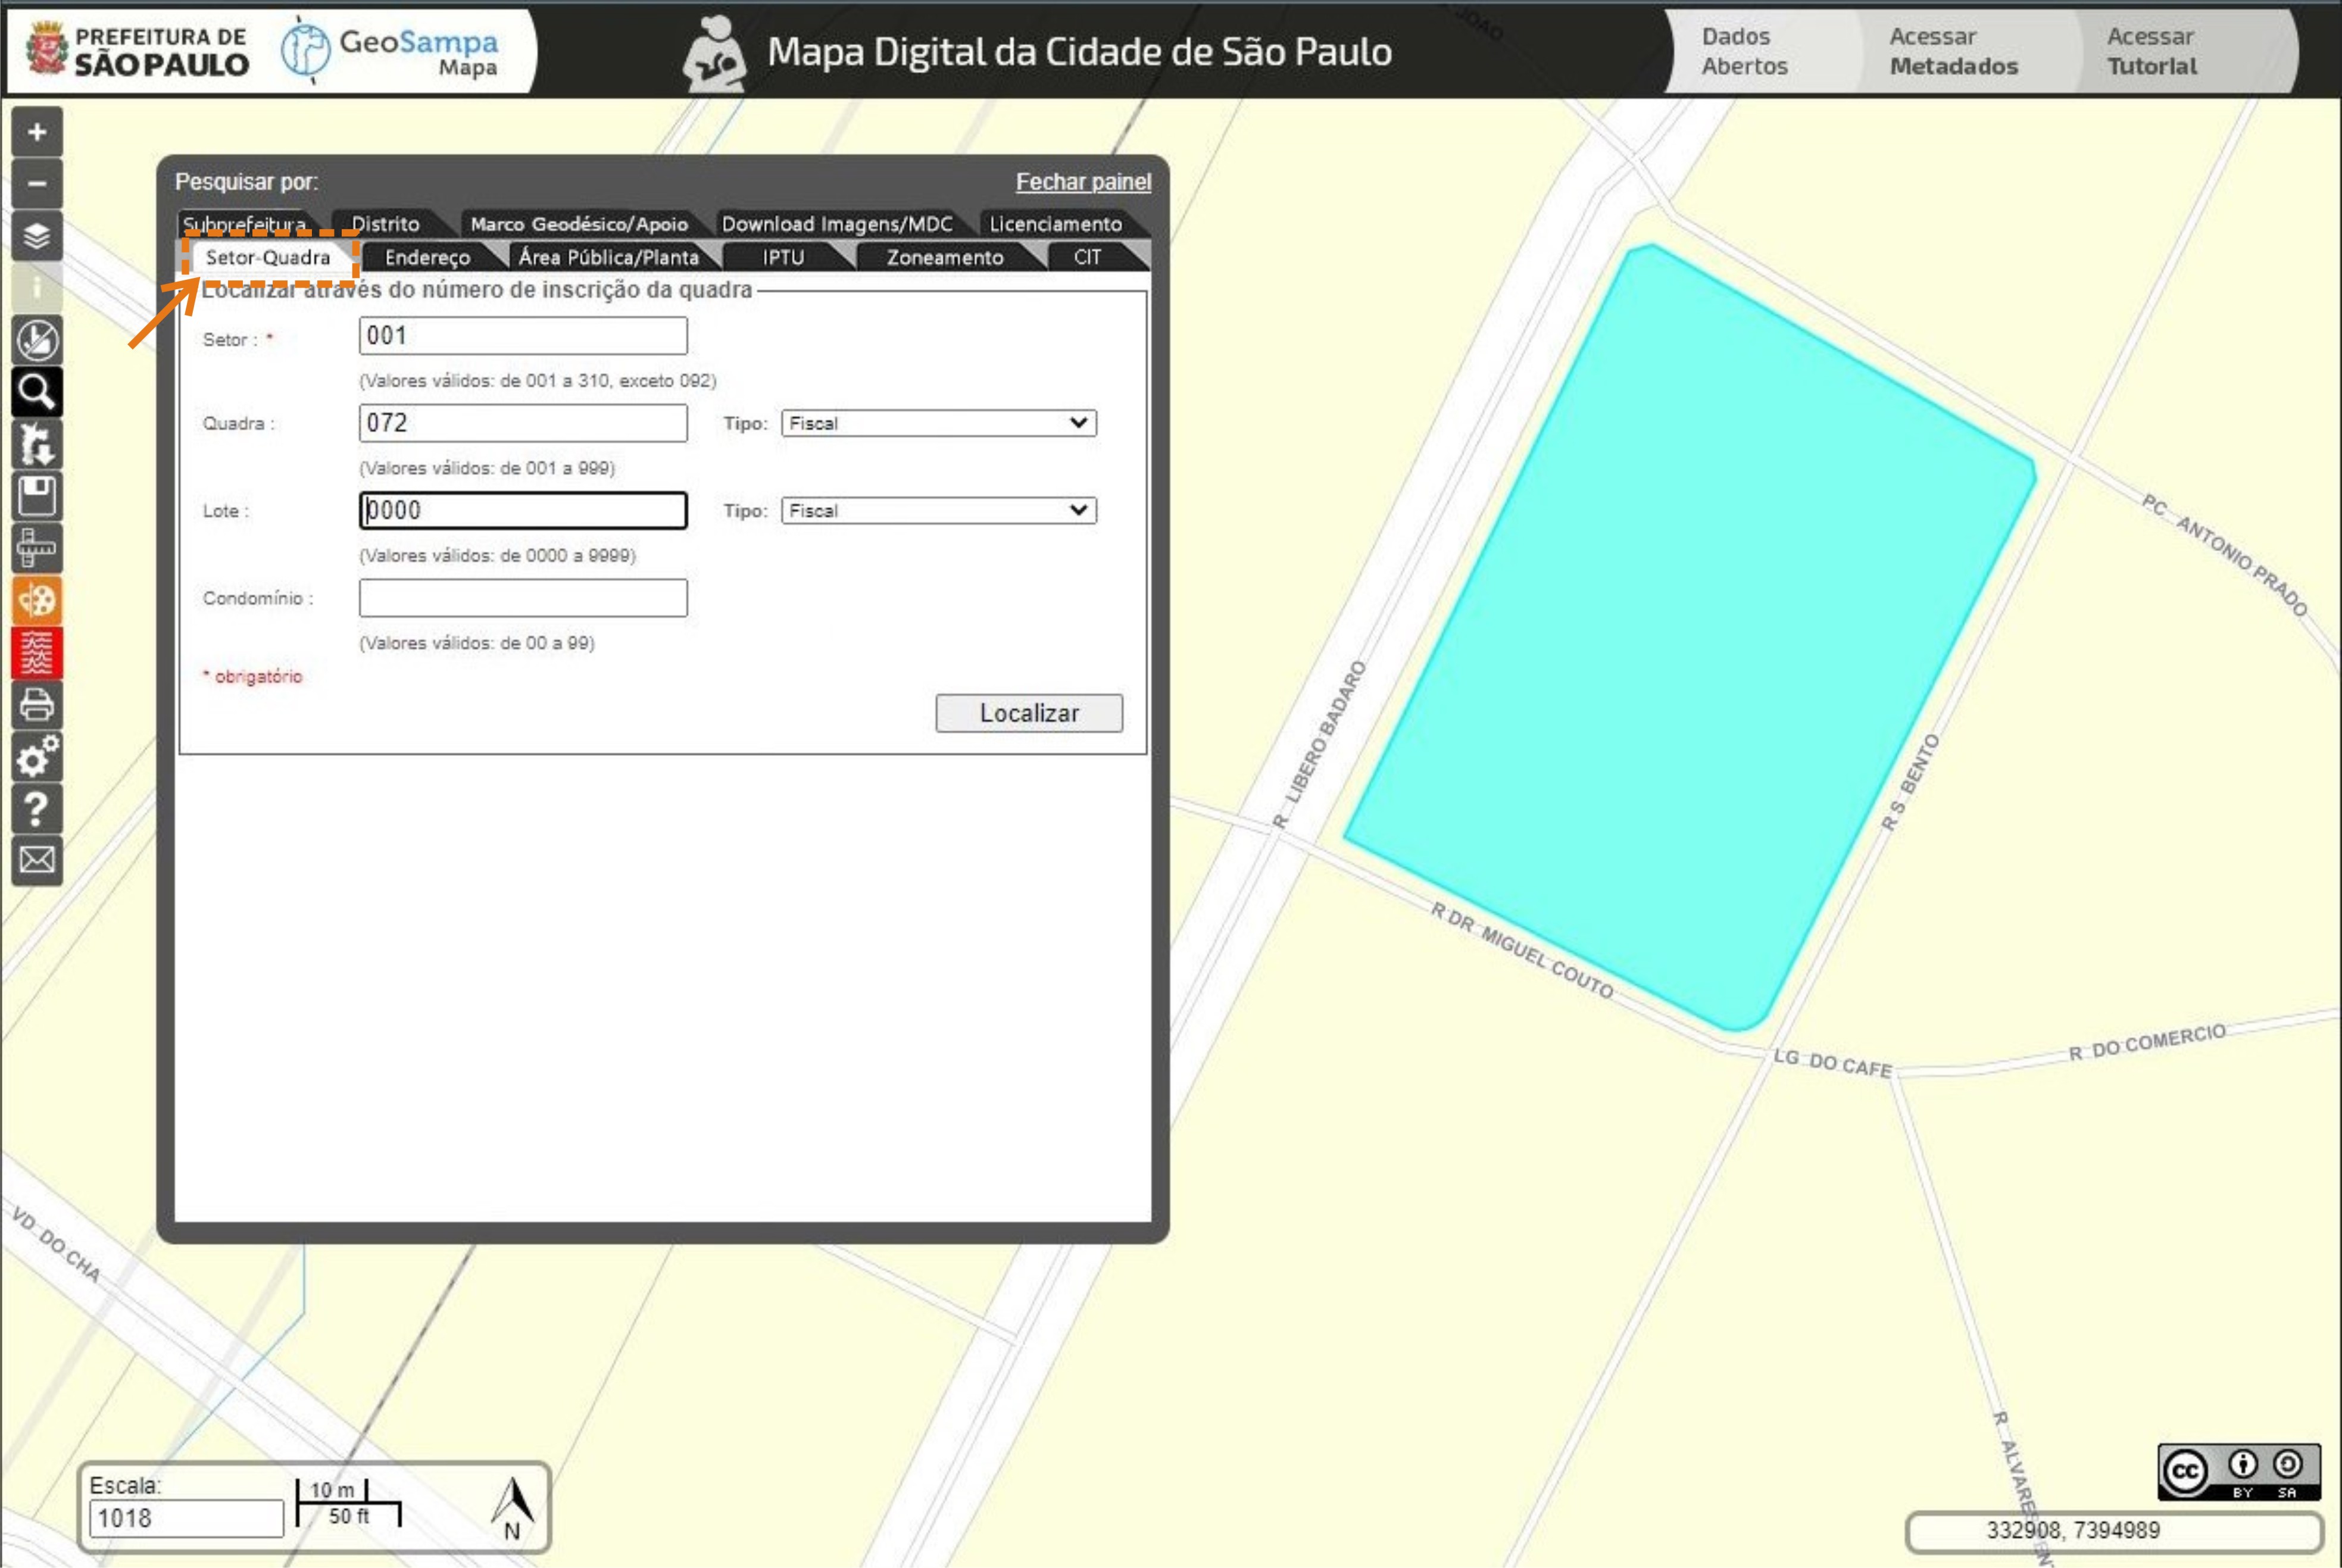 PREFEITURA DE
SÃO PAULO
GeoSampa
Mapa
Mapa Digital da Cidade de São Paulo
Dados
Abertos
Acessar
Metadados
Acessar
Tutorial
JOAO
Pesquisar por:
Fechar painel
Subprefeitura
Distrito
Marco Geodésico/Apoio
Download Imagens/MDC
Licenciamento
Setor-Quadra
Endereço
Área Pública/Planta
IPTU
Zoneamento
CIT
Localizar através do número de inscrição da quadra
Setor : *
001
(Valores válidos: de 001 a 310, exceto 092)
Quadra :
072
Tipo:
Fiscal
(Valores válidos: de 001 a 999)
Lote :
0000
Tipo:
Fiscal
(Valores válidos: de 0000 a 9999)
Condomínio :
(Valores válidos: de 00 a 99)
* obrigatório
Localizar
PC ANTONIO PRADO
R LIBERO BADARO
R S BENTO
R DR MIGUEL COUTO
LG DO CAFE
R DO COMERCIO
VD DO CHA
R ALVARES
Escala:
1018
10 m
50 ft
N
cc
BY SA
332908, 7394989